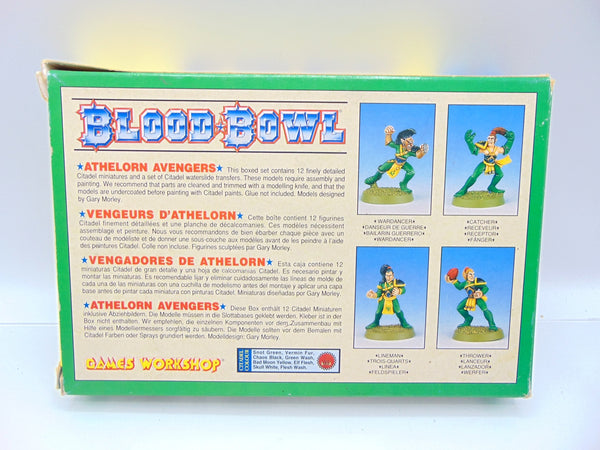 BLOOD BOWL
★ATHELORN AVENGERS★ This boxed set contains 12 finely detailed
Citadel miniatures and a set of Citadel waterslide transfers. These models require assembly and
painting. We recommend that parts are cleaned and trimmed with a modelling knife, and that the
models are undercoated before painting with Citadel paints. Glue not included. Models designed
by Gary Morley.
★VENGEURS D'ATHELORN★ Cette boîte contient 12 figurines
Citadel finement détaillées et une planche de décalcomanies. Ces modèles nécessitent
assemblage et peinture. Nous vous recommandons de bien ébarber chaque pièce avec un
couteau de modéliste et de donner une sous-couche aux modèles avant de les peindre à l'aide
des peintures Citadel. Colle non incluse. Figurines sculptées par Gary Morley.
★VENGADORES DE ATHELORN★ Esta caja contiene 12
miniaturas Citadel de gran detalle y una hoja de calcomanias Citadel. Es necesario pintar y
montar las miniaturas. Es recomendable lijar y eliminar cuidadosamente las líneas de molde de
cada una de las miniaturas con una cuchilla de modelismo antes del montaje y aplicar una capa
base antes de pintar cada miniatura con pinturas Citadel. Miniaturas diseñadas por Gary Morley.
★ATHELORN AVENGERS★ Diese Box enthält 12 Citadel Miniaturen
inklusive Abziehbildern. Die Modelle müssen in die Slottabases geklebt werden. Kleber ist in der
Box nicht enthalten. Wir empfehlen, die einzelnen Komponenten vor dem Zusammenbau mit
Hilfe eines Modelliermessers sorgfältig zu säubern. Die Modelle sollten vor dem Bemalen mit
Citadel Farben oder Sprays grundiert werden. Modelldesign: Gary Morley.
GAMES WORKSHOP
CITADEL
COLOUR
Snot Green, Vermin Fur,
Chaos Black, Green Wash,
Bad Moon Yellow, Elf Flesh,
Skull White, Flesh Wash.
•WARDANCER•
•DANSEUR DE GUERRE•
•BAILARIN GUERRERO•
•WARDANCER•
•CATCHER•
•RECEVEUR•
•RECEPTOR•
•FÄNGER•
•LINEMAN•
•TROIS-QUARTS•
•LINEA•
•FELDSPIELER•
•THROWER•
•LANCEUR•
•LANZADOR•
•WERFER•